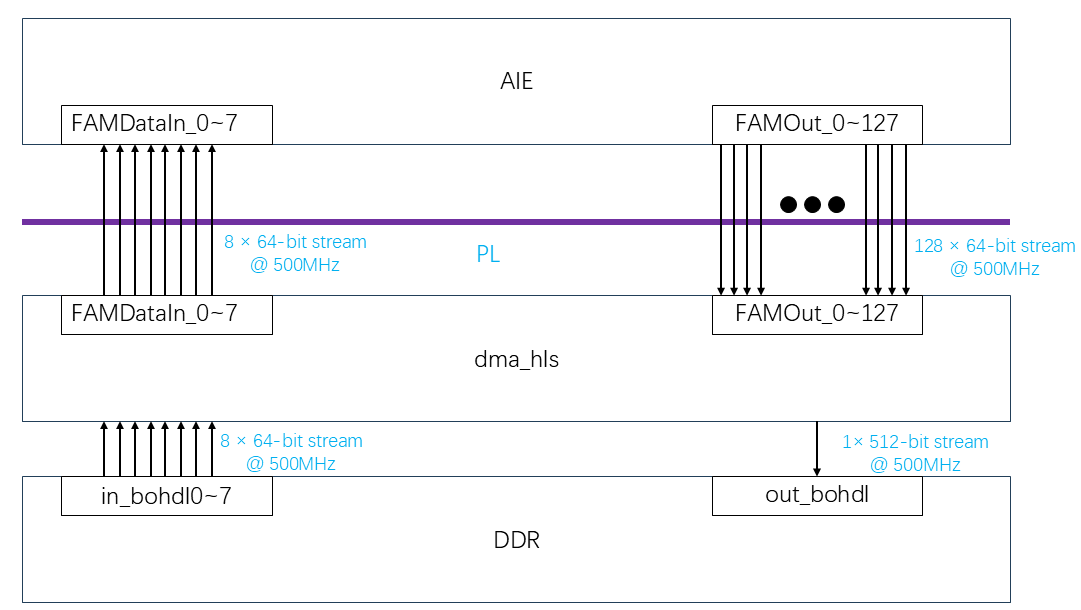 AIE
FAMDataIn_0~7
FAMOut_0~127
8 × 64-bit stream
@ 500MHz
PL
128 × 64-bit stream
@ 500MHz
FAMDataIn_0~7
FAMOut_0~127
dma_hls
8 × 64-bit stream
@ 500MHz
1× 512-bit stream
@ 500MHz
in_bohdl0~7
out_bohdl
DDR